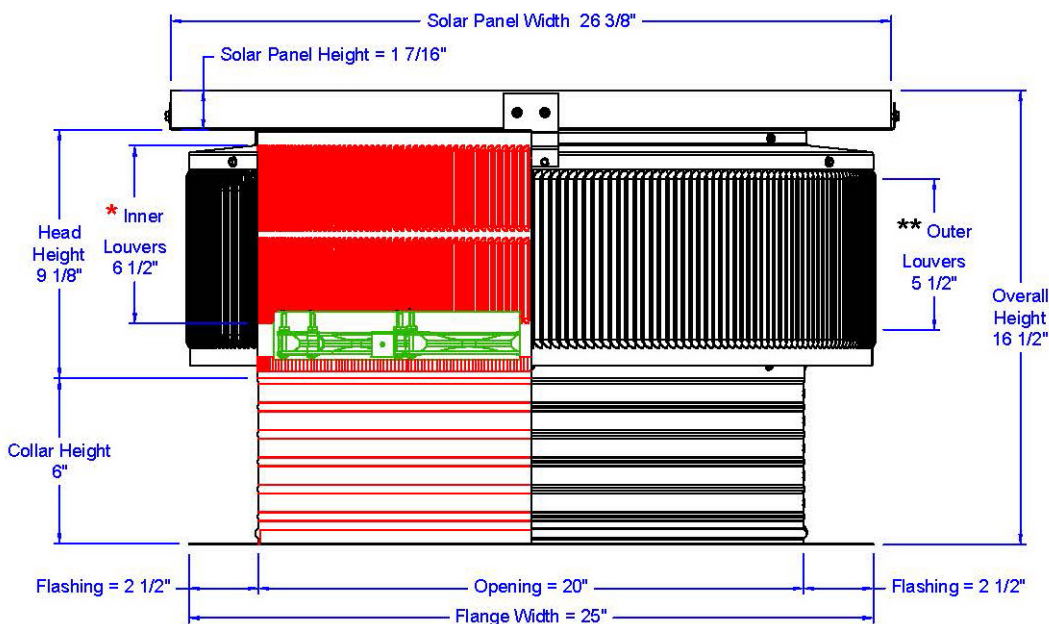 Solar Panel Width 26 3/8"
Solar Panel Height = 1 7/16"
* Inner
Louvers
6 1/2"
Head
Height
9 1/8"
** Outer
Louvers
5 1/2"
Overall
Height
16 1/2"
Collar Height
6"
Flashing = 2 1/2"
Opening = 20"
Flashing = 2 1/2"
Flange Width = 25"